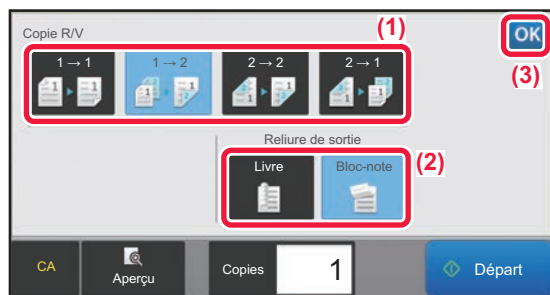 Copie R/V
(1)
OK
(3)
1 → 1
1 → 2
2 → 2
2 → 1
Reliure de sortie
(2)
Livre
Bloc-note
CA
Aperçu
Copies
1
Départ